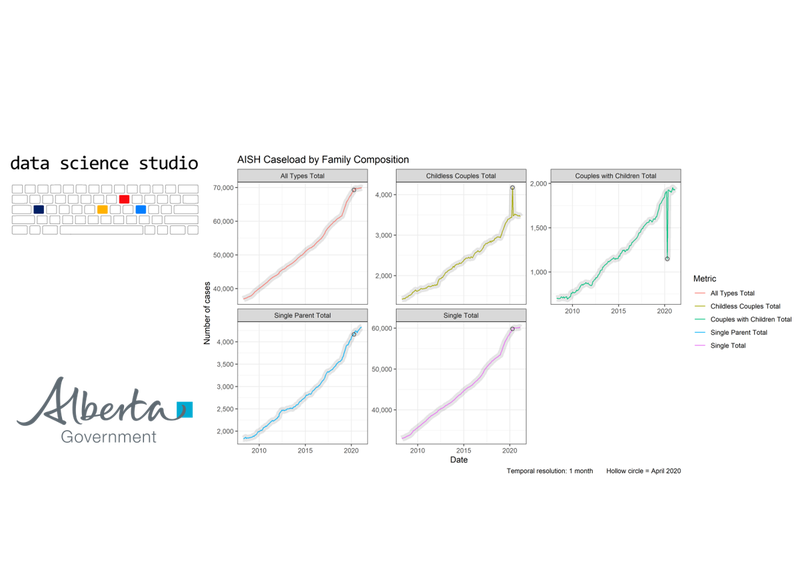 data science studio
Alberta
Government
AISH Caseload by Family Composition
All Types Total
Childless Couples Total
Couples with Children Total
70,000
60,000
50,000
40,000
4,000
3,000
2,000
2,000
1,500
1,000
2010
2015
2020
Single Parent Total
Single Total
4,000
3,500
3,000
2,500
2,000
60,000
50,000
40,000
2010
2015
2020
2010
2015
2020
Number of cases
Date
Metric
All Types Total
Childless Couples Total
Couples with Children Total
Single Parent Total
Single Total
Temporal resolution: 1 month
Hollow circle = April 2020